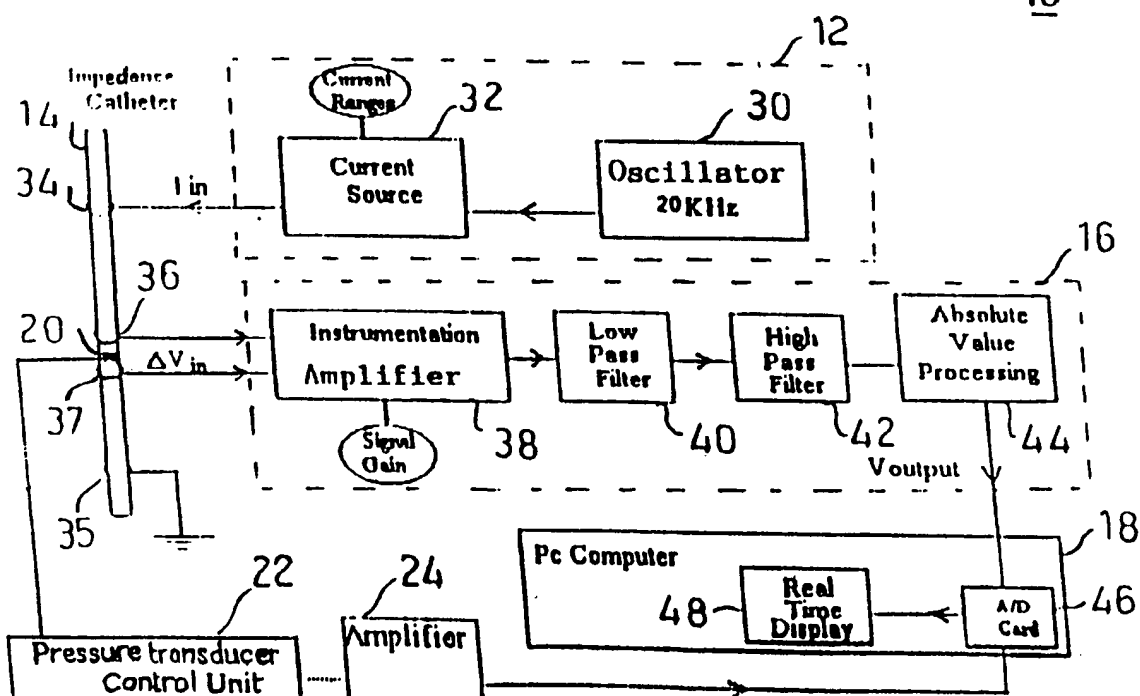 12
Impedance
Catheter
14
34
I in
Current
Ranges
32
Current
Source
30
Oscillator
20KHz
16
36
20
ΔV in
37
35
Instrumentation
Amplifier
38
Signal
Gain
Low
Pass
Filter
40
High
Pass
Filter
42
Absolute
Value
Processing
44
Voutput
18
Pc Computer
48
Real
Time
Display
A/D
Card
46
22
Pressure transducer
Control Unit
24
Amplifier